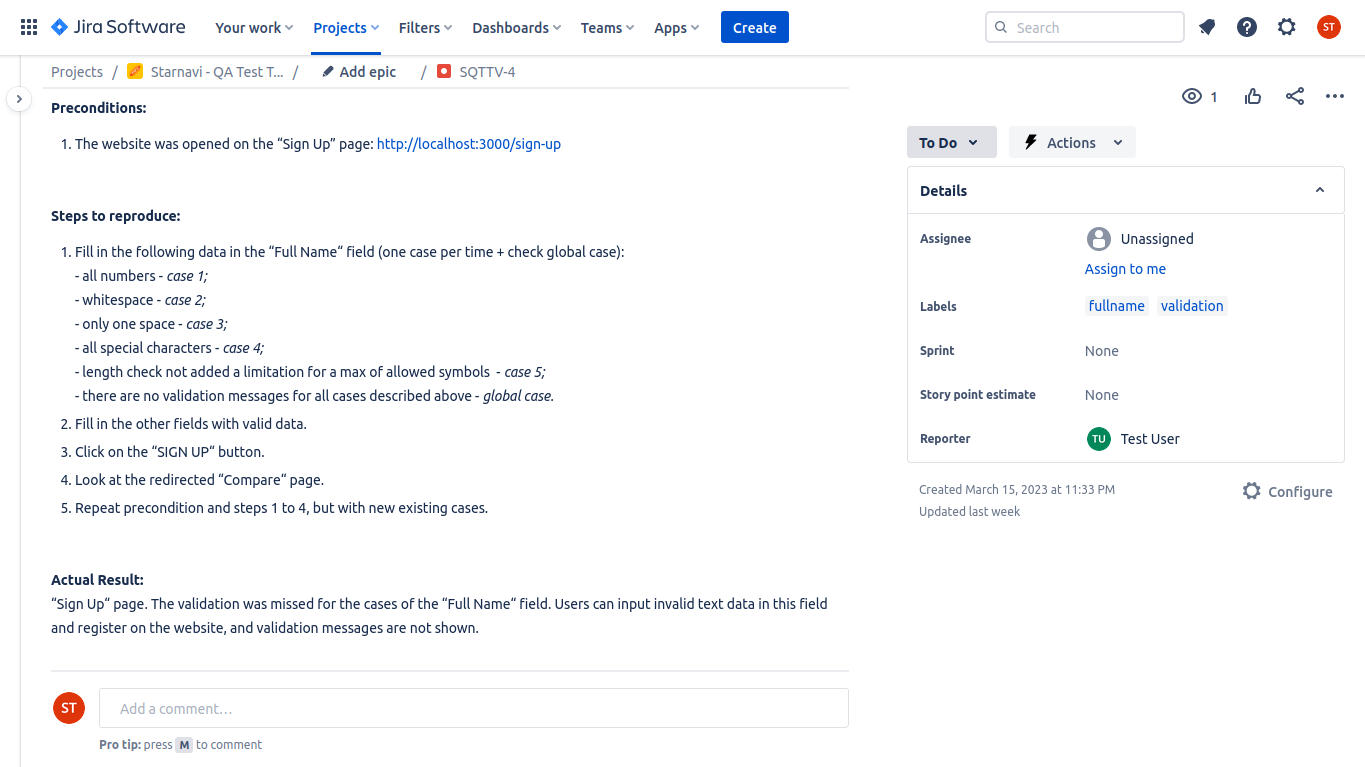 Jira Software Your work Projects Filters Dashboards Teams Apps Create Search ST
Projects / Starnavi - QA Test T... / Add epic / SQTTV-4
1
Preconditions:
1. The website was opened on the “Sign Up” page: http://localhost:3000/sign-up
Steps to reproduce:
1. Fill in the following data in the “Full Name“ field (one case per time + check global case):
- all numbers - case 1;
- whitespace - case 2;
- only one space - case 3;
- all special characters - case 4;
- length check not added a limitation for a max of allowed symbols - case 5;
- there are no validation messages for all cases described above - global case.
2. Fill in the other fields with valid data.
3. Click on the “SIGN UP“ button.
4. Look at the redirected “Compare“ page.
5. Repeat precondition and steps 1 to 4, but with new existing cases.
Actual Result:
“Sign Up“ page. The validation was missed for the cases of the “Full Name“ field. Users can input invalid text data in this field
and register on the website, and validation messages are not shown.
ST Add a comment…
Pro tip: press M to comment
To Do Actions
Details
Assignee Unassigned
Assign to me
Labels fullname validation
Sprint None
Story point estimate None
Reporter TU Test User
Created March 15, 2023 at 11:33 PM
Configure
Updated last week